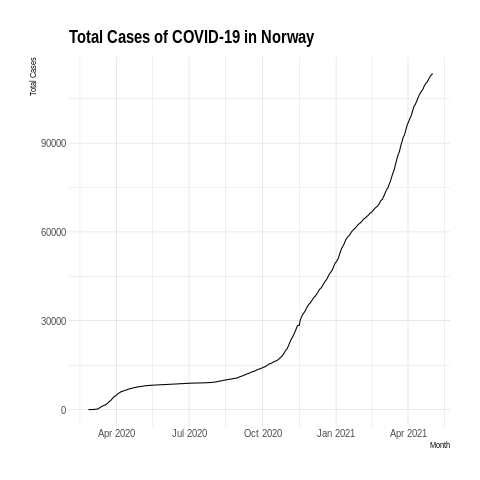 Total Cases of COVID-19 in Norway
Total Cases
90000
60000
30000
0
Apr 2020 Jul 2020 Oct 2020 Jan 2021 Apr 2021
Month